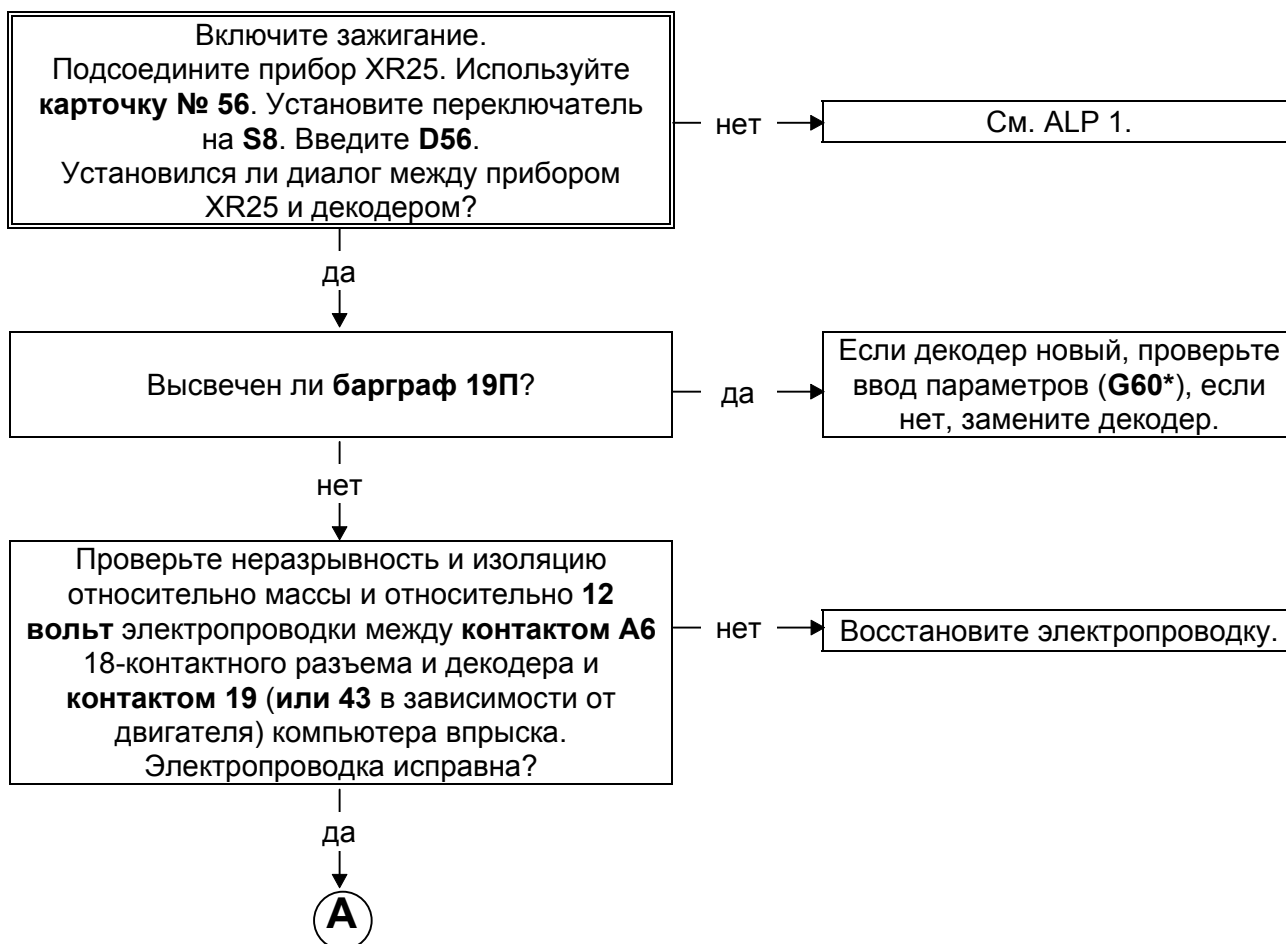 Включите зажигание.
Подсоедините прибор XR25. Используйте
карточку № 56. Установите переключатель
на S8. Введите D56.
Установился ли диалог между прибором
XR25 и декодером?
нет
См. ALP 1.
да
Высвечен ли барграф 19П?
да
Если декодер новый, проверьте
ввод параметров (G60*), если
нет, замените декодер.
нет
Проверьте неразрывность и изоляцию
относительно массы и относительно 12
вольт электропроводки между контактом А6
18-контактного разъема и декодера и
контактом 19 (или 43 в зависимости от
двигателя) компьютера впрыска.
Электропроводка исправна?
нет
Восстановите электропроводку.
да
А